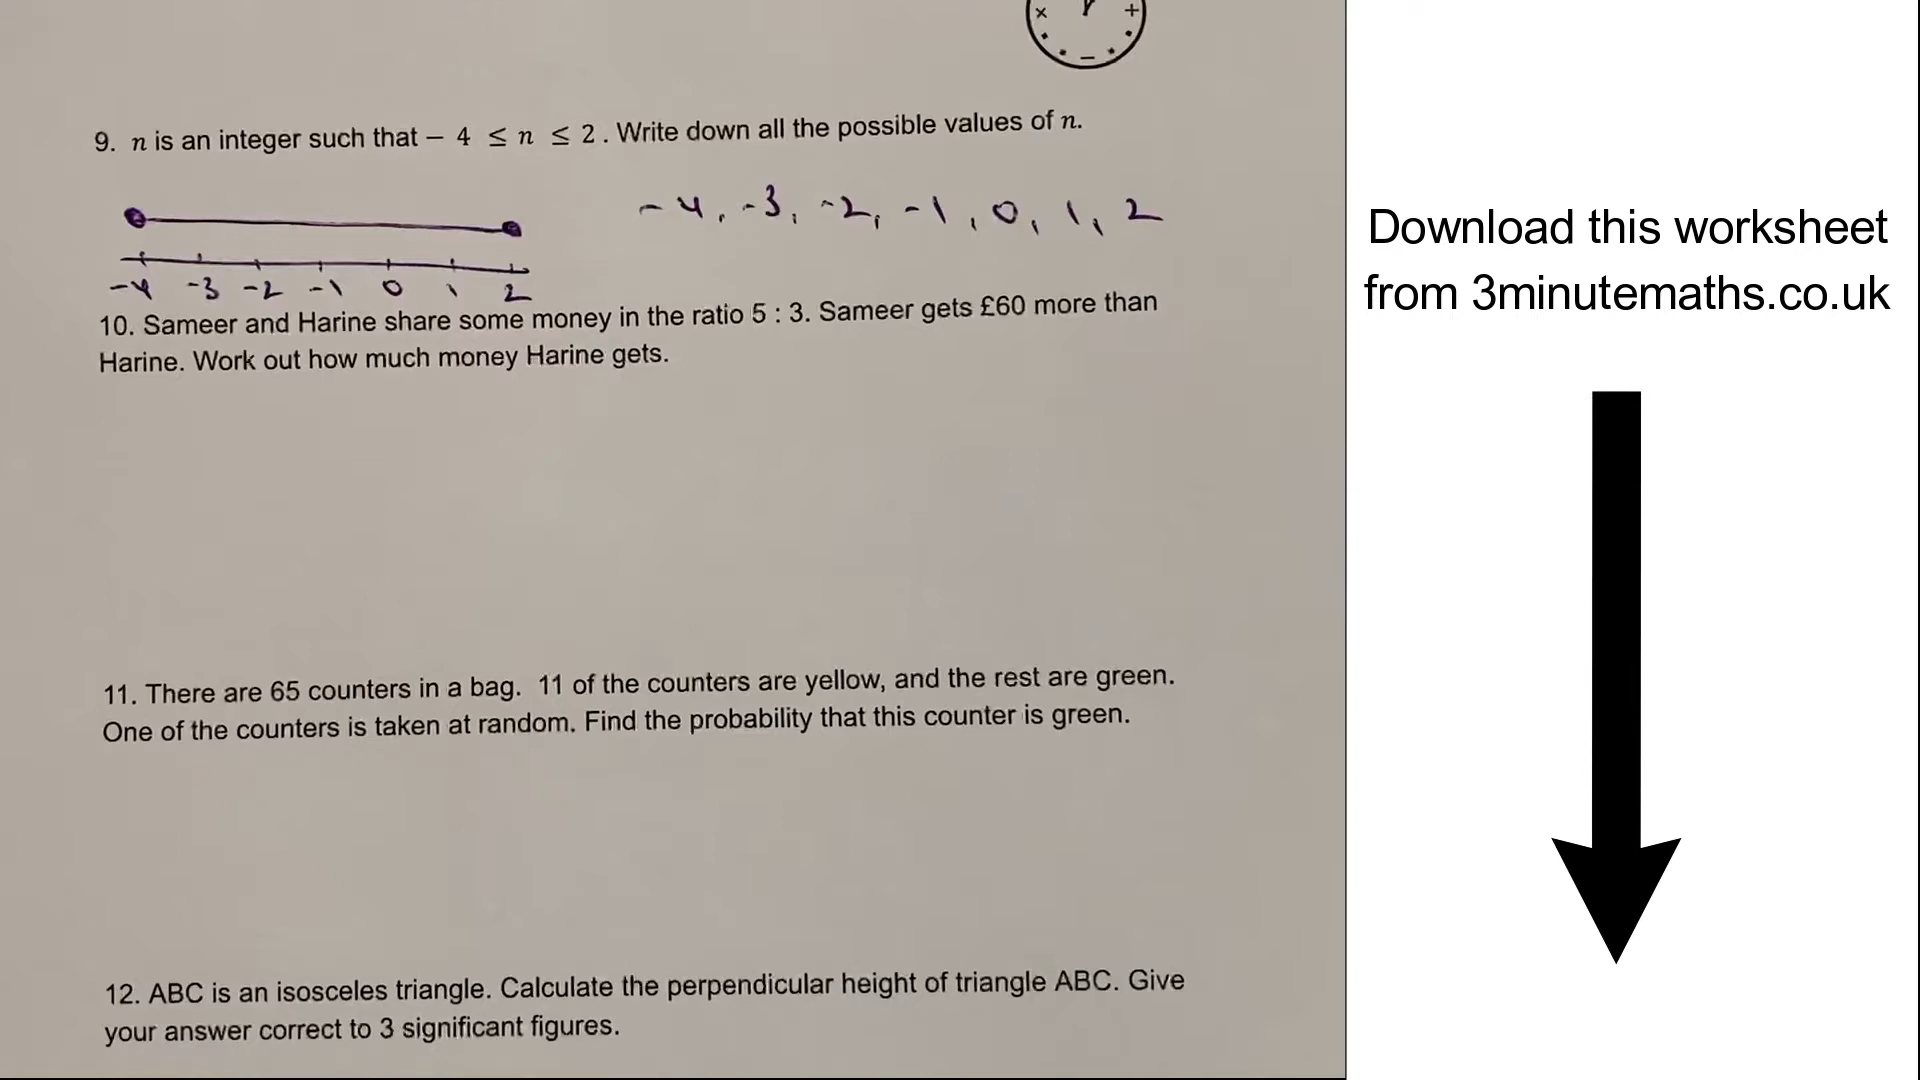 × Y +
–
9. n is an integer such that – 4 ≤ n ≤ 2. Write down all the possible values of n.
-4, -3, -2, -1, 0, 1, 2
-4 -3 -2 -1 0 1 2
10. Sameer and Harine share some money in the ratio 5 : 3. Sameer gets £60 more than
Harine. Work out how much money Harine gets.
11. There are 65 counters in a bag. 11 of the counters are yellow, and the rest are green.
One of the counters is taken at random. Find the probability that this counter is green.
12. ABC is an isosceles triangle. Calculate the perpendicular height of triangle ABC. Give
your answer correct to 3 significant figures.
Download this worksheet
from 3minutemaths.co.uk